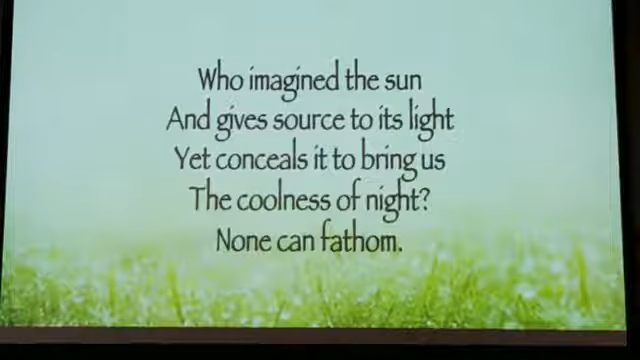 Who imagined the sun
And gives source to its light
Yet conceals it to bring us
The coolness of night?
None can fathom.